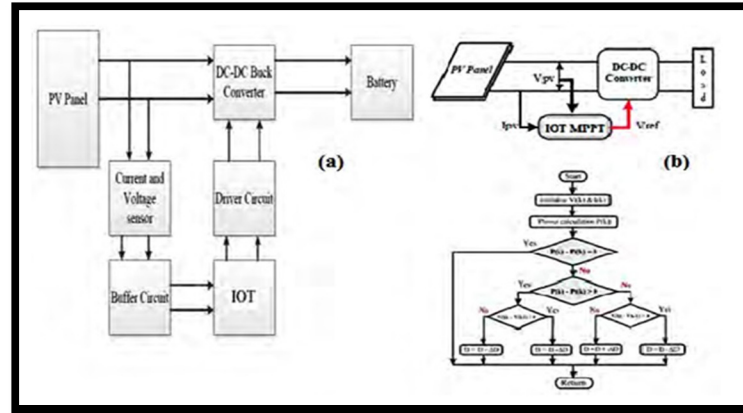 PV Panel
DC-DC Buck
Converter
Battery
(a)
Current and
Voltage
sensor
Driver Circuit
Buffer Circuit
IOT
PV Panel
Vpv
Ipv
DC-DC
Converter
Load
IOT MPPT
Vref
(b)
Start
Power calculation P(k)
Yes
No
Yes
No
No
Yes
No
Yes
Return